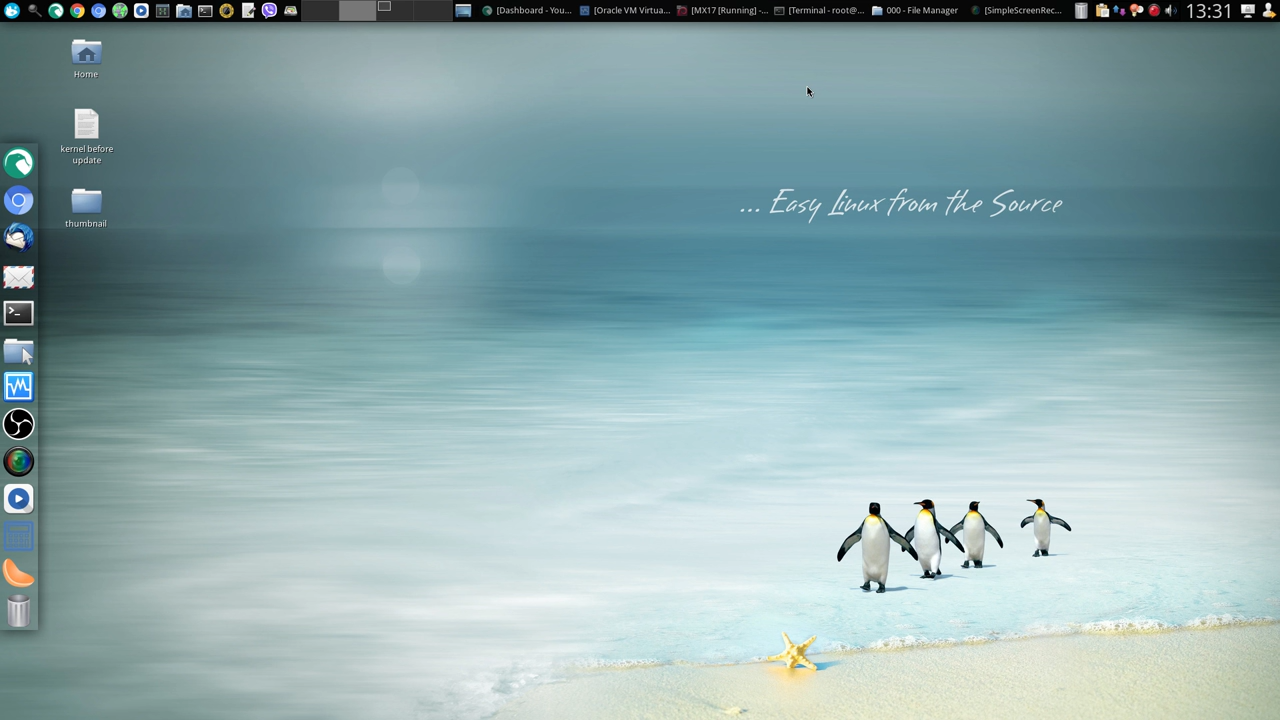 [Dashboard - You...
[Oracle VM Virtua...
[MX17 [Running] -...
[Terminal - root@...
000 - File Manager
[SimpleScreenRec...
13:31
Home
kernel before
update
thumbnail
... Easy Linux from the Source